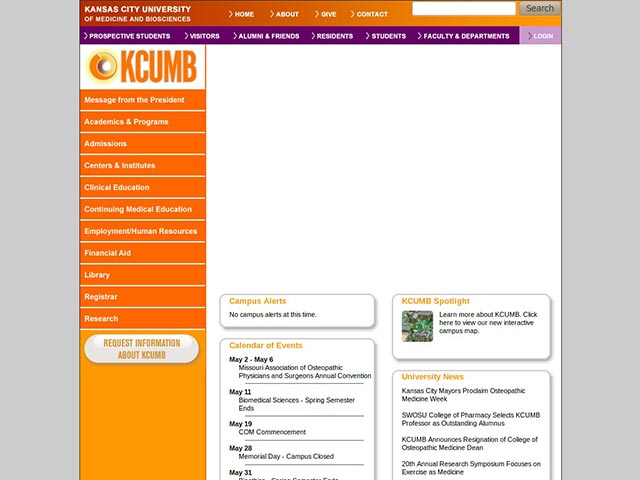 KANSAS CITY UNIVERSITY
OF MEDICINE AND BIOSCIENCES
HOME
ABOUT
GIVE
CONTACT
Search
PROSPECTIVE STUDENTS
VISITORS
ALUMNI & FRIENDS
RESIDENTS
STUDENTS
FACULTY & DEPARTMENTS
LOGIN
KCUMB
Message from the President
Academics & Programs
Admissions
Centers & Institutes
Clinical Education
Continuing Medical Education
Employment/Human Resources
Financial Aid
Library
Registrar
Research
REQUEST INFORMATION
ABOUT KCUMB
Campus Alerts
No campus alerts at this time.
Calendar of Events
May 2 - May 6
Missouri Association of Osteopathic
Physicians and Surgeons Annual Convention
May 11
Biomedical Sciences - Spring Semester
Ends
May 19
COM Commencement
May 28
Memorial Day - Campus Closed
May 31
Bioethics - Spring Semester Ends
KCUMB Spotlight
Learn more about KCUMB. Click
here to view our new interactive
campus map.
University News
Kansas City Mayors Proclaim Osteopathic
Medicine Week
SWOSU College of Pharmacy Selects KCUMB
Professor as Outstanding Alumnus
KCUMB Announces Resignation of College of
Osteopathic Medicine Dean
20th Annual Research Symposium Focuses on
Exercise as Medicine